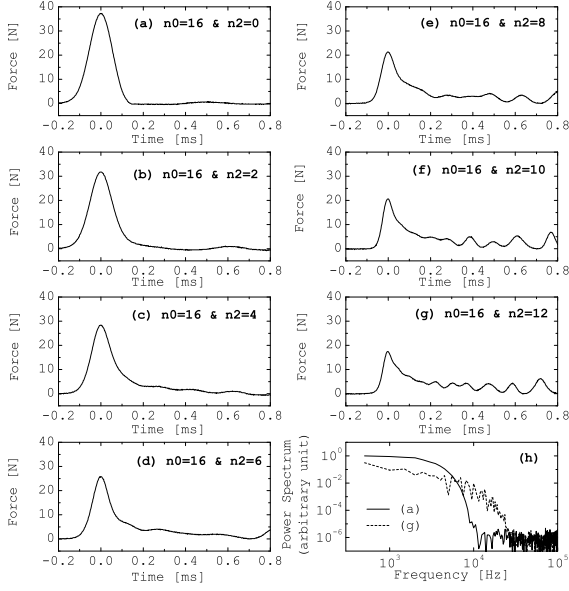 (a) n0=16 & n2=0
Force [N]
40
30
20
10
0
-0.2 0.0 0.2 0.4 0.6 0.8
Time [ms]
(b) n0=16 & n2=2
Force [N]
40
30
20
10
0
-0.2 0.0 0.2 0.4 0.6 0.8
Time [ms]
(c) n0=16 & n2=4
Force [N]
40
30
20
10
0
-0.2 0.0 0.2 0.4 0.6 0.8
Time [ms]
(d) n0=16 & n2=6
Force [N]
40
30
20
10
0
-0.2 0.0 0.2 0.4 0.6 0.8
Time [ms]
(e) n0=16 & n2=8
Force [N]
40
30
20
10
0
-0.2 0.0 0.2 0.4 0.6 0.8
Time [ms]
(f) n0=16 & n2=10
Force [N]
40
30
20
10
0
-0.2 0.0 0.2 0.4 0.6 0.8
Time [ms]
(g) n0=16 & n2=12
Force [N]
40
30
20
10
0
-0.2 0.0 0.2 0.4 0.6 0.8
Time [ms]
(h)
Power Spectrum
(arbitrary unit)
10^0
10^-2
10^-4
10^-6
(a)
(g)
10^3 10^4 10^5
Frequency [Hz]